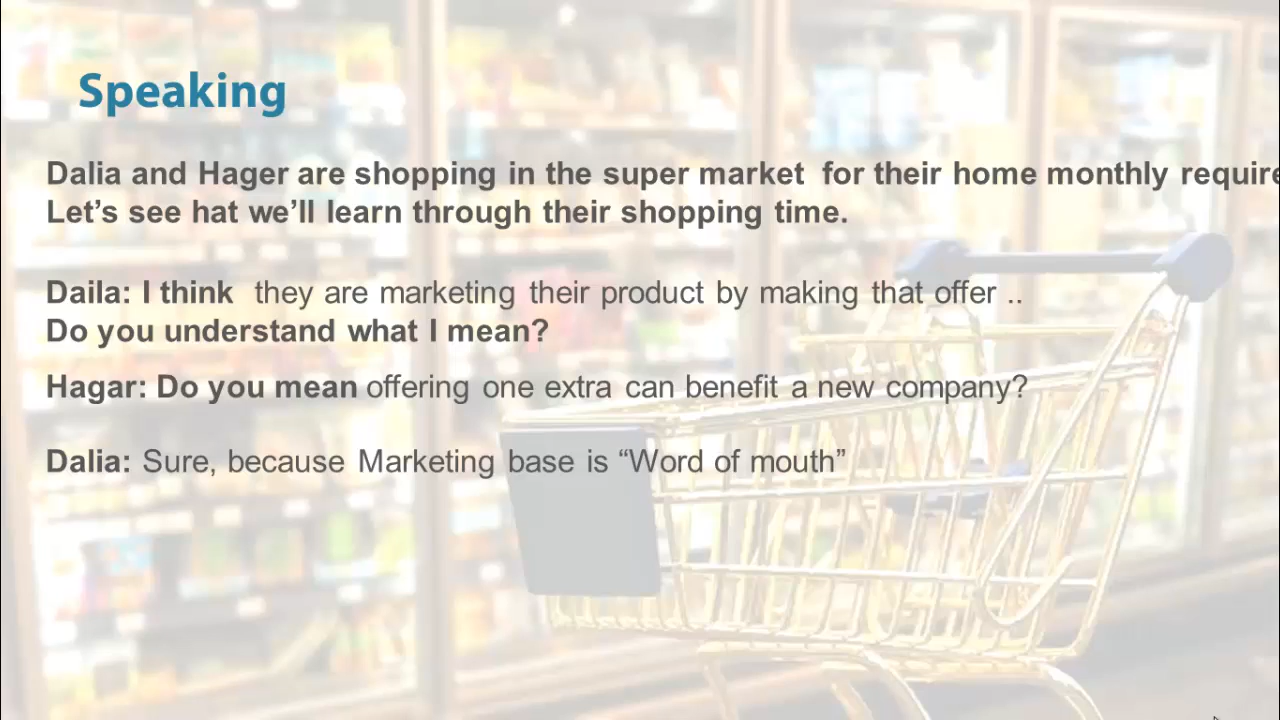 Speaking
Dalia and Hager are shopping in the super market for their home monthly require
Let’s see hat we’ll learn through their shopping time.
Daila: I think they are marketing their product by making that offer ..
Do you understand what I mean?
Hagar: Do you mean offering one extra can benefit a new company?
Dalia: Sure, because Marketing base is “Word of mouth”